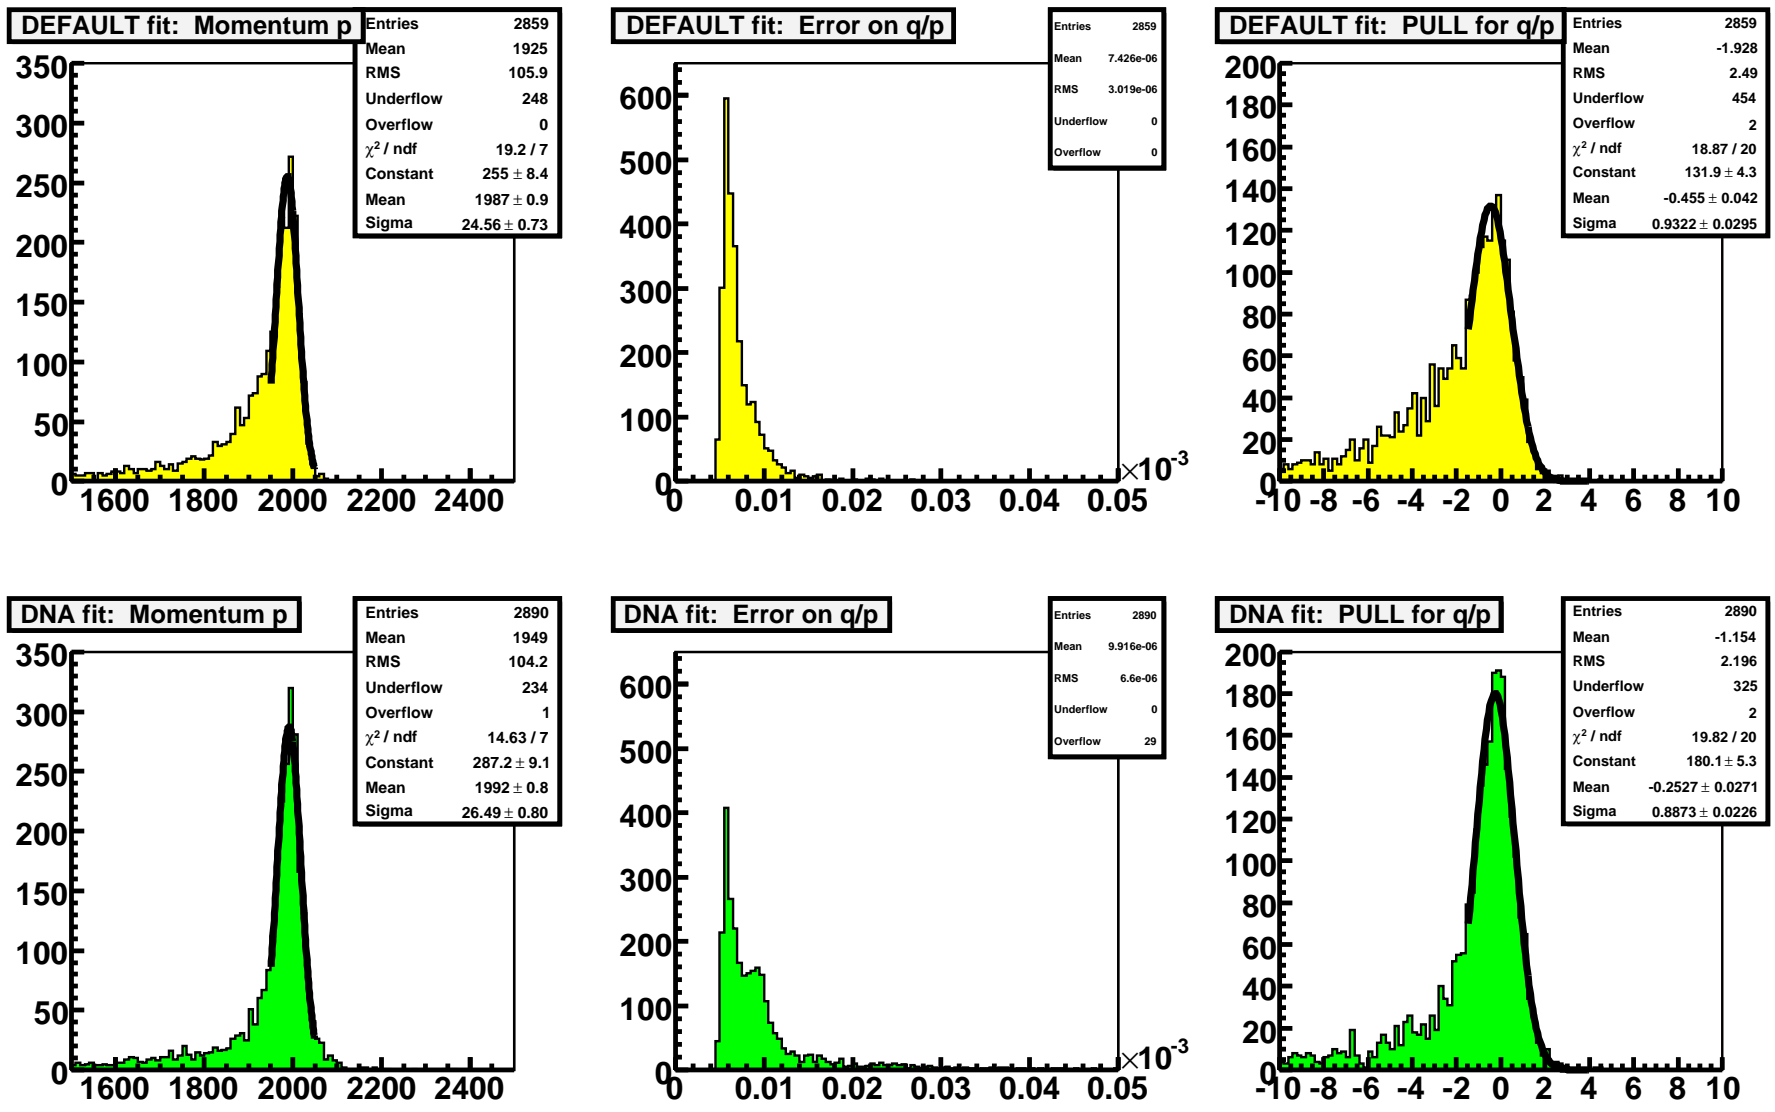 DEFAULT fit:  Momentum p
Entries 2859
Mean 1925
RMS 105.9
Underflow 248
Overflow 0
χ² / ndf 19.2 / 7
Constant 255 ± 8.4
Mean 1987 ± 0.9
Sigma 24.56 ± 0.73
350
300
250
200
150
100
50
0
1600 1800 2000 2200 2400
DEFAULT fit:  Error on q/p
Entries 2859
Mean 7.426e-06
RMS 3.019e-06
Underflow 0
Overflow 0
600
500
400
300
200
100
0
0 0.01 0.02 0.03 0.04 0.05
×10⁻³
DEFAULT fit:  PULL for q/p
Entries 2859
Mean -1.928
RMS 2.49
Underflow 454
Overflow 2
χ² / ndf 18.87 / 20
Constant 131.9 ± 4.3
Mean -0.455 ± 0.042
Sigma 0.9322 ± 0.0295
200
180
160
140
120
100
80
60
40
20
0
-10 -8 -6 -4 -2 0 2 4 6 8 10
DNA fit:  Momentum p
Entries 2890
Mean 1949
RMS 104.2
Underflow 234
Overflow 1
χ² / ndf 14.63 / 7
Constant 287.2 ± 9.1
Mean 1992 ± 0.8
Sigma 26.49 ± 0.80
350
300
250
200
150
100
50
0
1600 1800 2000 2200 2400
DNA fit:  Error on q/p
Entries 2890
Mean 9.916e-06
RMS 6.6e-06
Underflow 0
Overflow 29
600
500
400
300
200
100
0
0 0.01 0.02 0.03 0.04 0.05
×10⁻³
DNA fit:  PULL for q/p
Entries 2890
Mean -1.154
RMS 2.196
Underflow 325
Overflow 2
χ² / ndf 19.82 / 20
Constant 180.1 ± 5.3
Mean -0.2527 ± 0.0271
Sigma 0.8873 ± 0.0226
200
180
160
140
120
100
80
60
40
20
0
-10 -8 -6 -4 -2 0 2 4 6 8 10